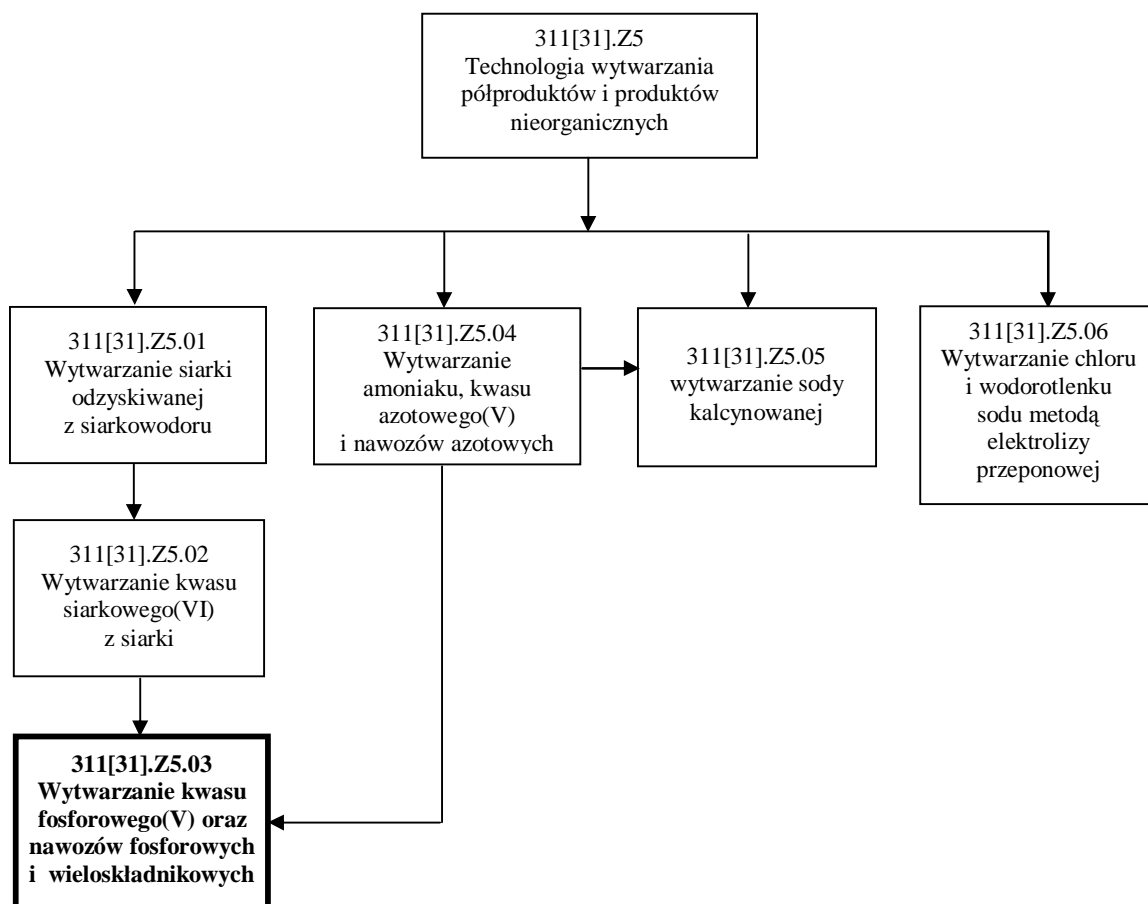 311[31].Z5
Technologia wytwarzania
półproduktów i produktów
nieorganicznych
311[31].Z5.01
Wytwarzanie siarki
odzyskiwanej
z siarkowodoru
311[31].Z5.04
Wytwarzanie
amoniaku, kwasu
azotowego(V)
i nawozów azotowych
311[31].Z5.05
wytwarzanie sody
kalcynowanej
311[31].Z5.06
Wytwarzanie chloru
i wodorotlenku
sodu metodą
elektrolizy
przeponowej
311[31].Z5.02
Wytwarzanie kwasu
siarkowego(VI)
z siarki
311[31].Z5.03
Wytwarzanie kwasu
fosforowego(V) oraz
nawozów fosforowych
i wieloskładnikowych